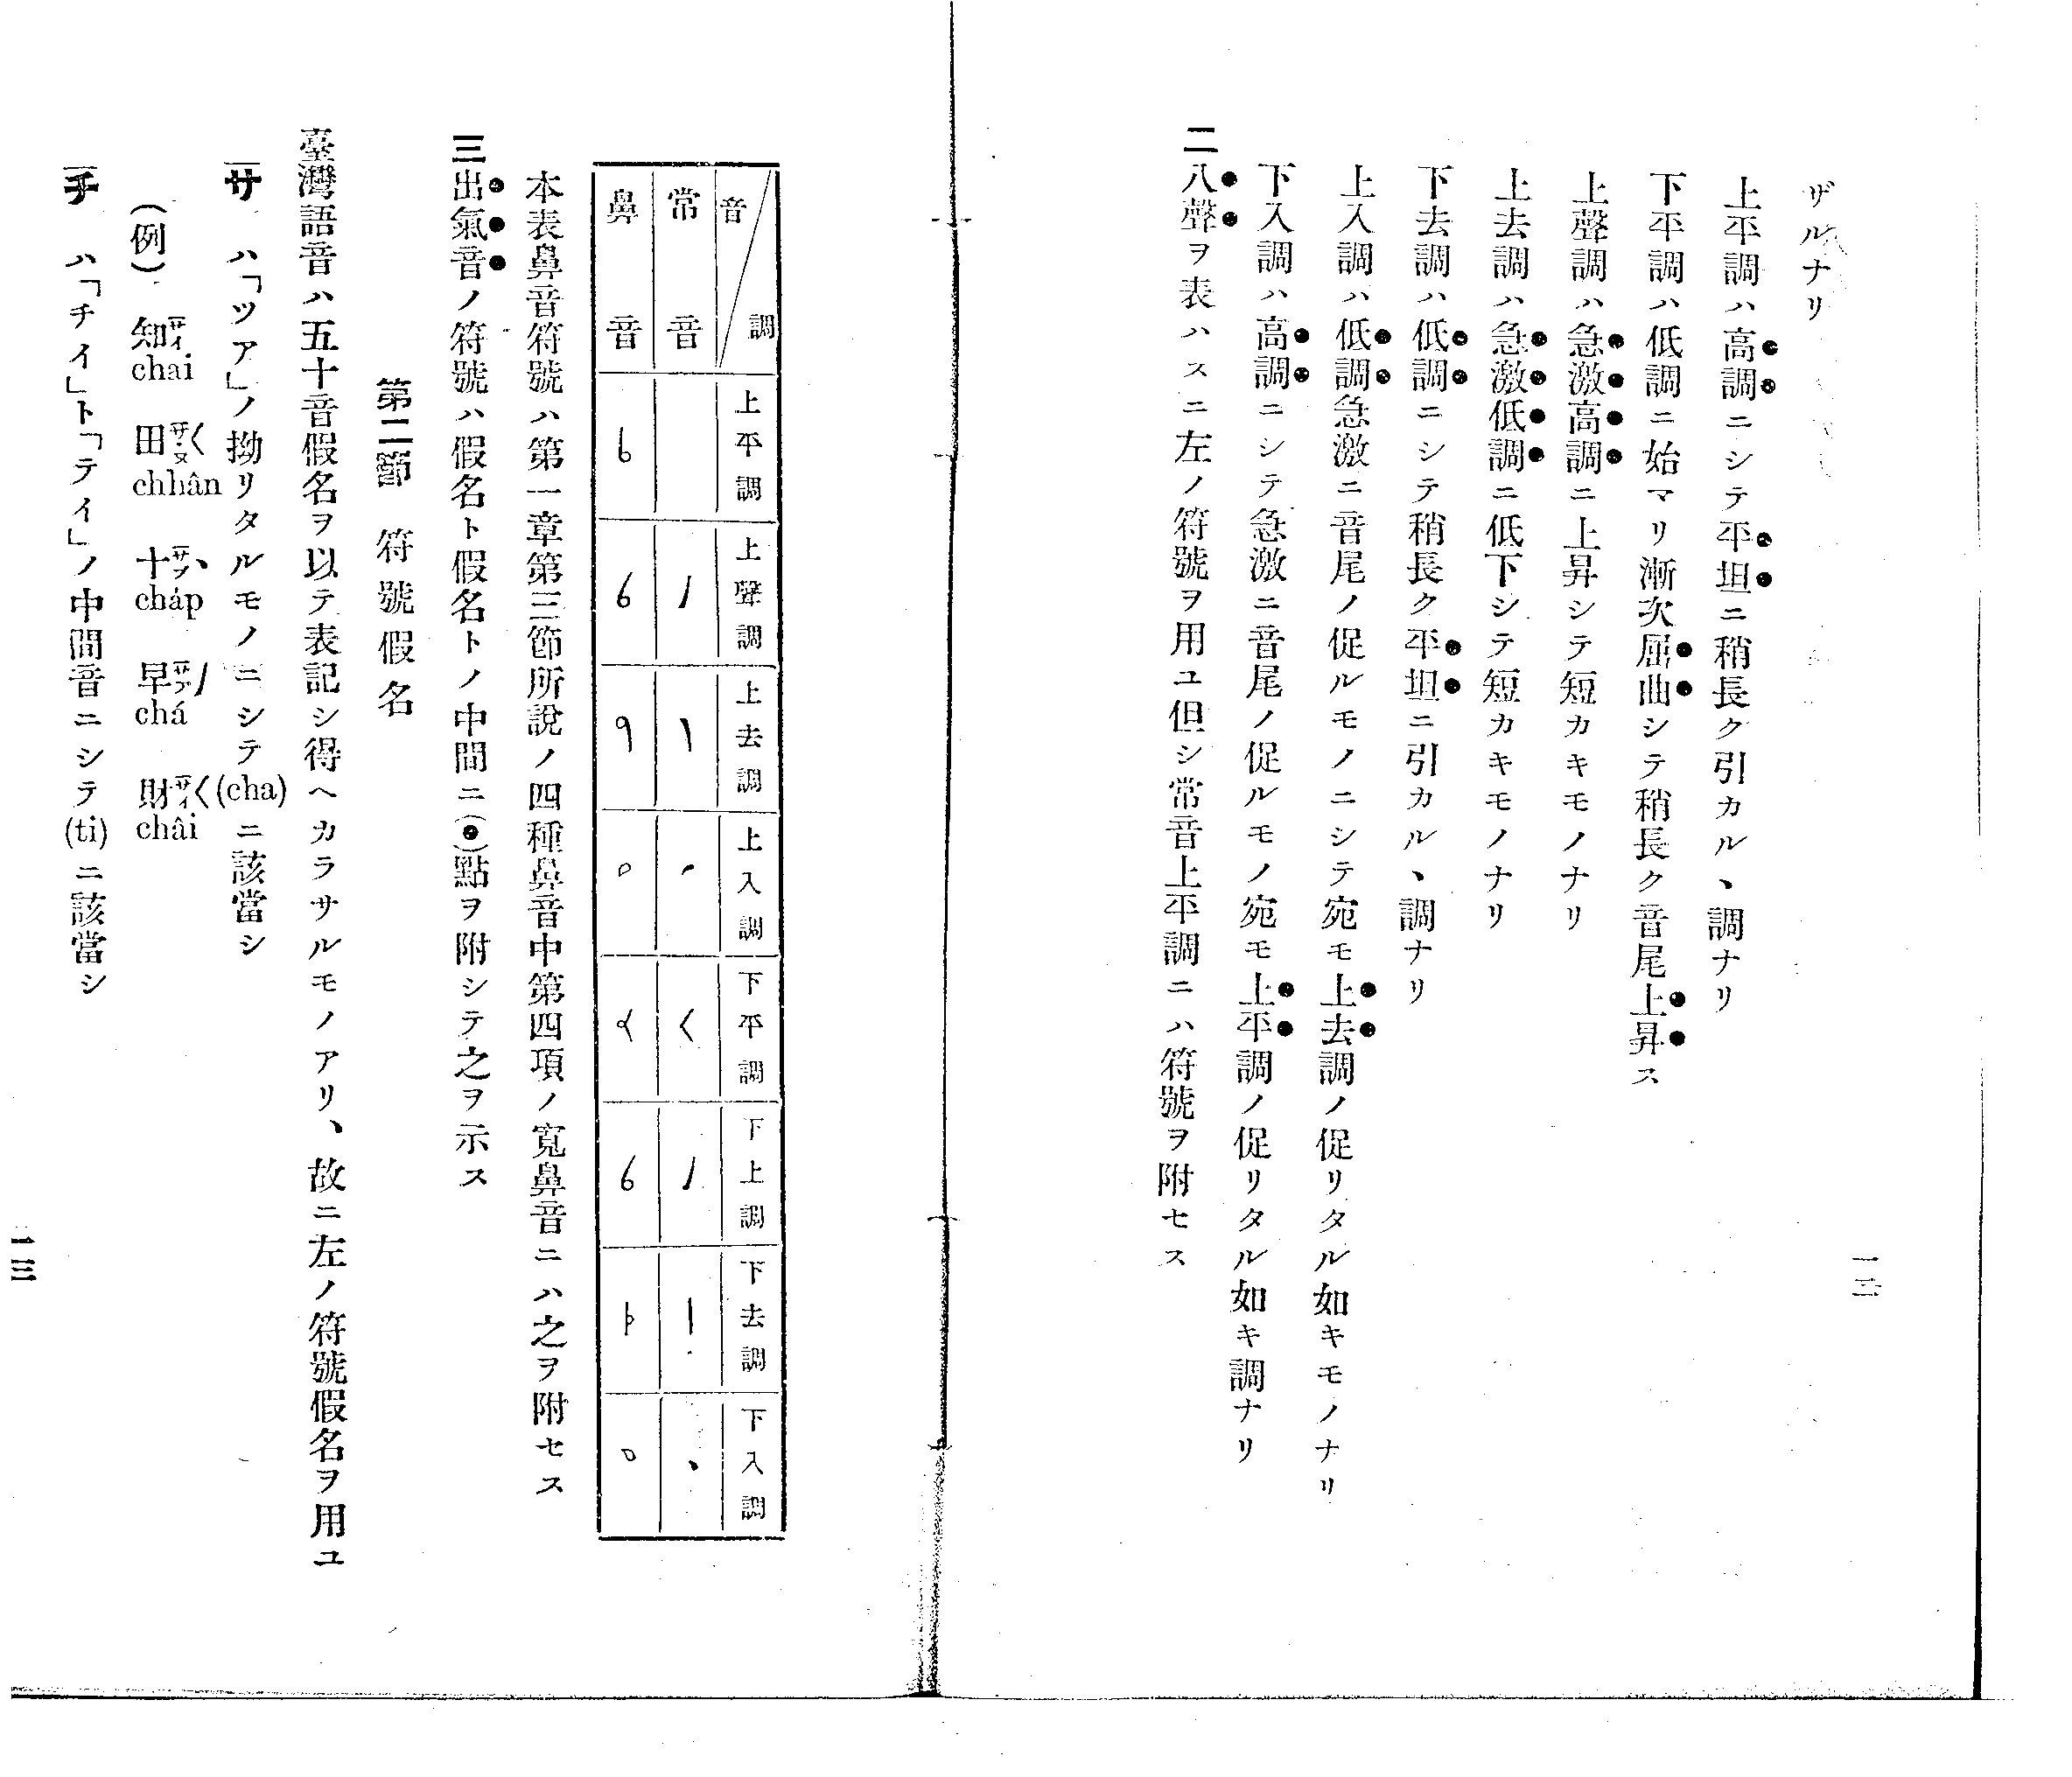 ザルナリ
上平調ハ高調ニシテ平坦ニ稍長ク引カル、調ナリ
下平調ハ低調ニ始マリ漸次屈曲シテ稍長ク音尾上昇ス
上聲調ハ急激高調ニ上昇シテ短カキモノナリ
上去調ハ急激低調ニ低下シテ短カキモノナリ
下去調ハ低調ニシテ稍長ク平坦ニ引カル、調ナリ
上入調ハ低調急激ニ音尾ノ促ルモノニシテ宛モ上去調ノ促リタル如キモノナリ
下入調ハ高調ニシテ急激ニ音尾ノ促ルモノ宛モ上平調ノ促リタル如キ調ナリ
二 八聲ヲ表ハスニ左ノ符號ヲ用ユ但シ常音上平調ニハ符號ヲ附セス
一二
調 音 上平調 上聲調 上去調 上入調 下平調 下上調 下去調 下入調
常音
鼻音
本表鼻音符號ハ第一章第三節所說ノ四種鼻音中第四項ノ寬鼻音ニハ之ヲ附セス
三 出氣音ノ符號ハ假名ト假名トノ中間ニ(•)點ヲ附シテ之ヲ示ス
第二節 符號假名
臺灣語音ハ五十音假名ヲ以テ表記シ得ヘカラサルモノアリ、故ニ左ノ符號假名ヲ用ユ
サ ハ「ツア」ノ拗リタルモノニシテ(cha)ニ該當シ
(例) 知 chai 田 chhân 十 cháp 早 chá 財 châi
チ ハ「チイ」ト「テイ」ノ中間音ニシテ(ti)ニ該當シ
一三